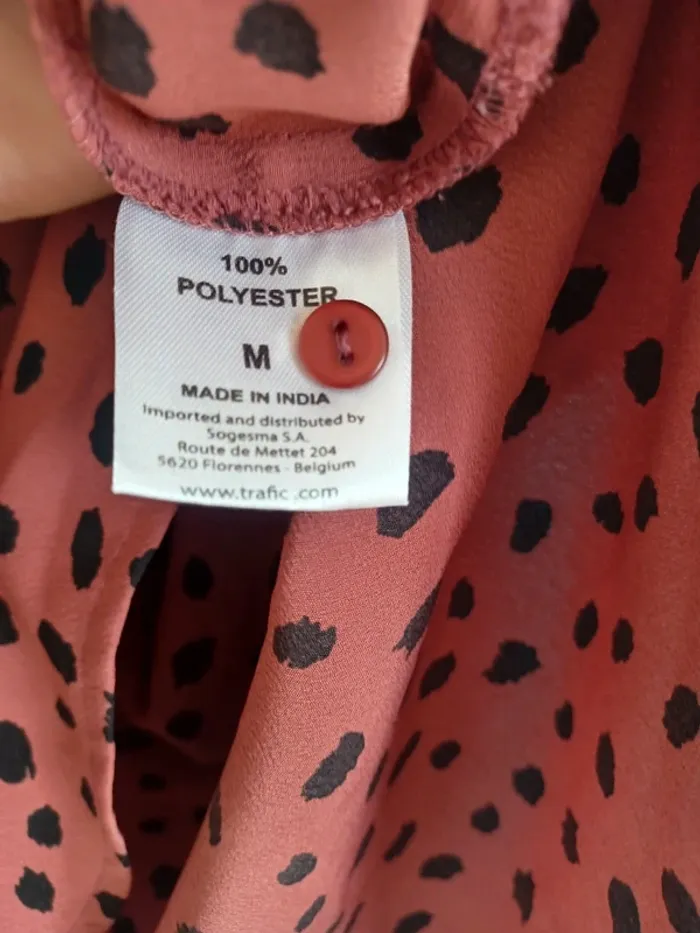 100%
POLYESTER
M
MADE IN INDIA
Imported and distributed by
Sogesma S.A.
Route de Mettet 204
5620 Florennes - Belgium
www.trafic.com